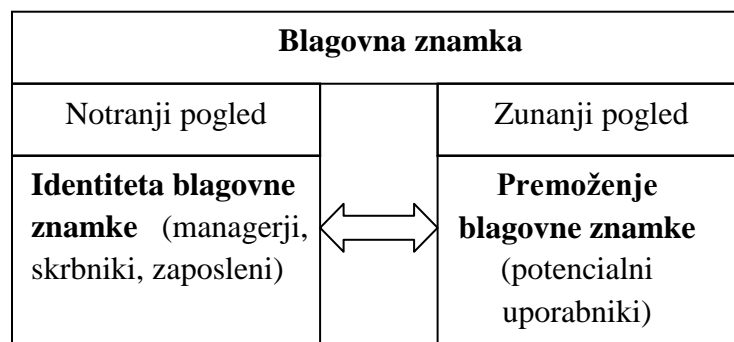 Blagovna znamka
Notranji pogled
Zunanji pogled
Identiteta blagovne
znamke (managerji,
skrbniki, zaposleni)
Premoženje
blagovne znamke
(potencialni
uporabniki)